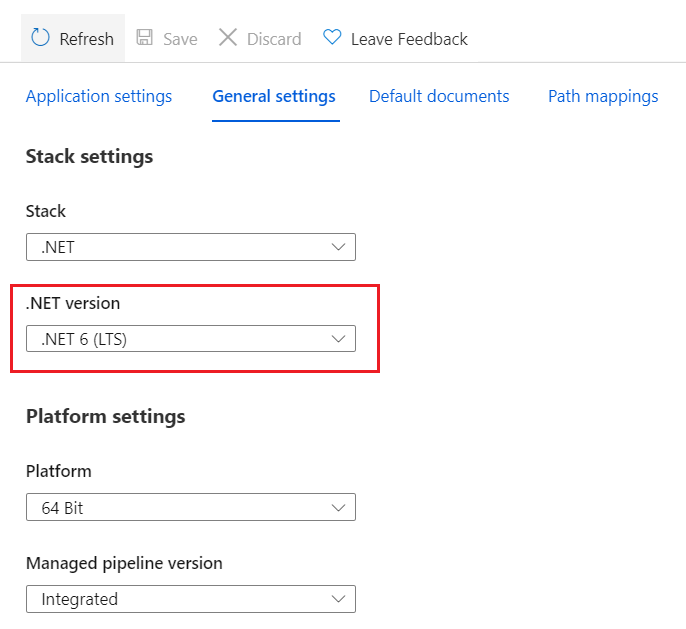 Refresh Save Discard Leave Feedback
Application settings General settings Default documents Path mappings
Stack settings
Stack
.NET
.NET version
.NET 6 (LTS)
Platform settings
Platform
64 Bit
Managed pipeline version
Integrated